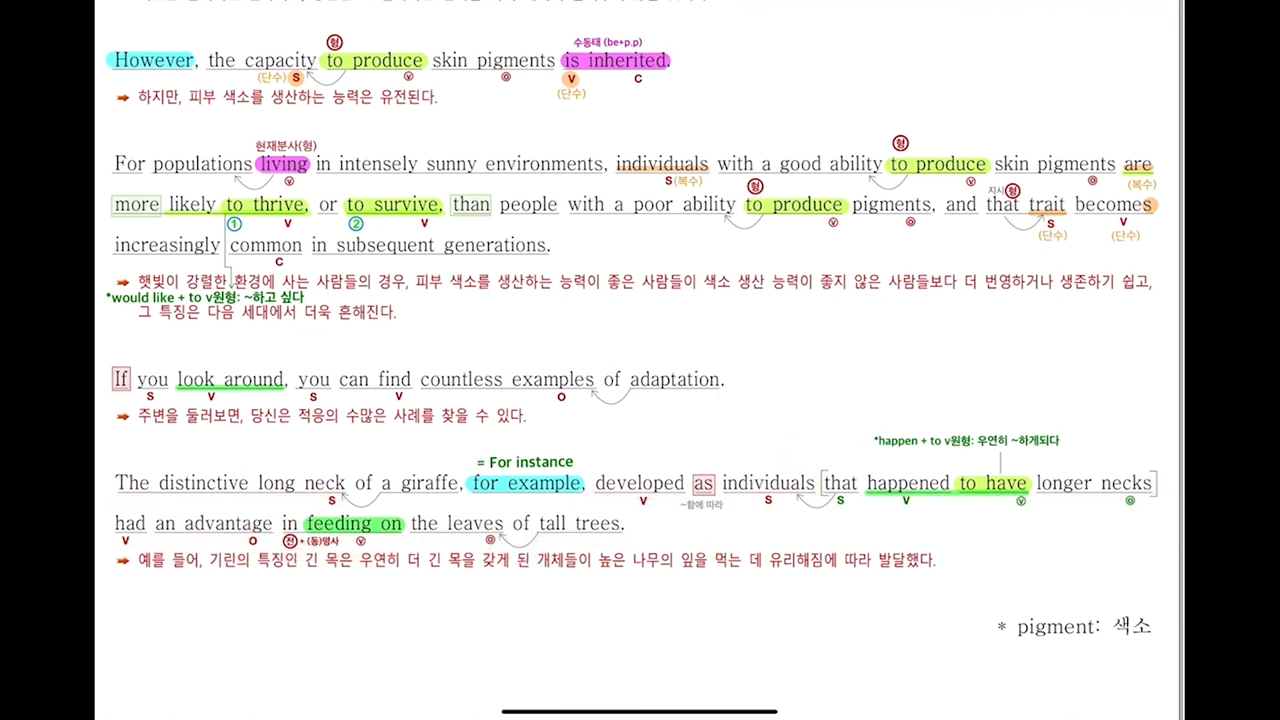 형
수동태 (be+p.p)
However, the capacity to produce skin pigments is inherited.
(단수) S ⓥ ⓞ V C
(단수)
➡ 하지만, 피부 색소를 생산하는 능력은 유전된다.
현재분사(형) 형
For populations living in intensely sunny environments, individuals with a good ability to produce skin pigments are
ⓥ S(복수) ⓥ ⓞ (복수)
형 지시형
more likely to thrive, or to survive, than people with a poor ability to produce pigments, and that trait becomes
① V ② V ⓥ ⓞ S V
(단수) (단수)
increasingly common in subsequent generations.
C
➡ 햇빛이 강렬한 환경에 사는 사람들의 경우, 피부 색소를 생산하는 능력이 좋은 사람들이 색소 생산 능력이 좋지 않은 사람들보다 더 번영하거나 생존하기 쉽고,
*would like + to v원형: ~하고 싶다
그 특징은 다음 세대에서 더욱 흔해진다.
If you look around, you can find countless examples of adaptation.
S V S V O
➡ 주변을 둘러보면, 당신은 적응의 수많은 사례를 찾을 수 있다.
*happen + to v원형: 우연히 ~하게되다
= For instance
The distinctive long neck of a giraffe, for example, developed as individuals [that happened to have longer necks]
S V ~함에 따라 S S V ⓥ ⓞ
had an advantage in feeding on the leaves of tall trees.
V O 전 + (동)명사 ⓥ ⓞ
➡ 예를 들어, 기린의 특징인 긴 목은 우연히 더 긴 목을 갖게 된 개체들이 높은 나무의 잎을 먹는 데 유리해짐에 따라 발달했다.
* pigment: 색소